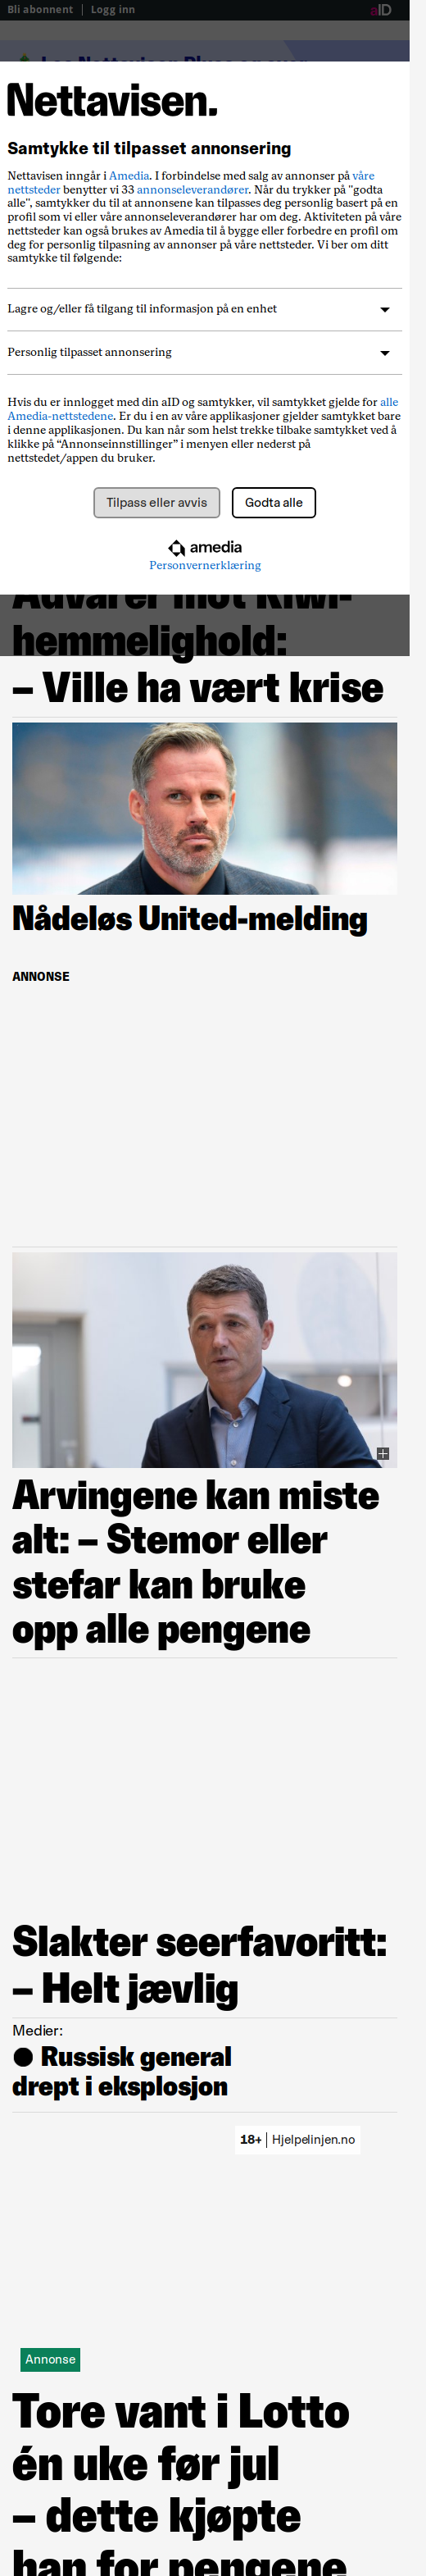 Bli abonnent | Logg inn
aID
Nettavisen.
Samtykke til tilpasset annonsering
Nettavisen inngår i Amedia. I forbindelse med salg av annonser på våre
nettsteder benytter vi 33 annonseleverandører. Når du trykker på "godta
alle", samtykker du til at annonsene kan tilpasses deg personlig basert på en
profil som vi eller våre annonseleverandører har om deg. Aktiviteten på våre
nettsteder kan også brukes av Amedia til å bygge eller forbedre en profil om
deg for personlig tilpasning av annonser på våre nettsteder. Vi ber om ditt
samtykke til følgende:
Lagre og/eller få tilgang til informasjon på en enhet
Personlig tilpasset annonsering
Hvis du er innlogget med din aID og samtykker, vil samtykket gjelde for alle
Amedia-nettstedene. Er du i en av våre applikasjoner gjelder samtykket bare
i denne applikasjonen. Du kan når som helst trekke tilbake samtykket ved å
klikke på “Annonseinnstillinger” i menyen eller nederst på
nettstedet/appen du bruker.
Tilpass eller avvis
Godta alle
amedia
Personvernerklæring
Advarer mot Kiwi-
hemmelighold:
– Ville ha vært krise
Nådeløs United-melding
ANNONSE
Arvingene kan miste
alt: – Stemor eller
stefar kan bruke
opp alle pengene
Slakter seerfavoritt:
– Helt jævlig
Medier:
● Russisk general
drept i eksplosjon
18+ | Hjelpelinjen.no
Annonse
Tore vant i Lotto
én uke før jul
– dette kjøpte
han for pengene